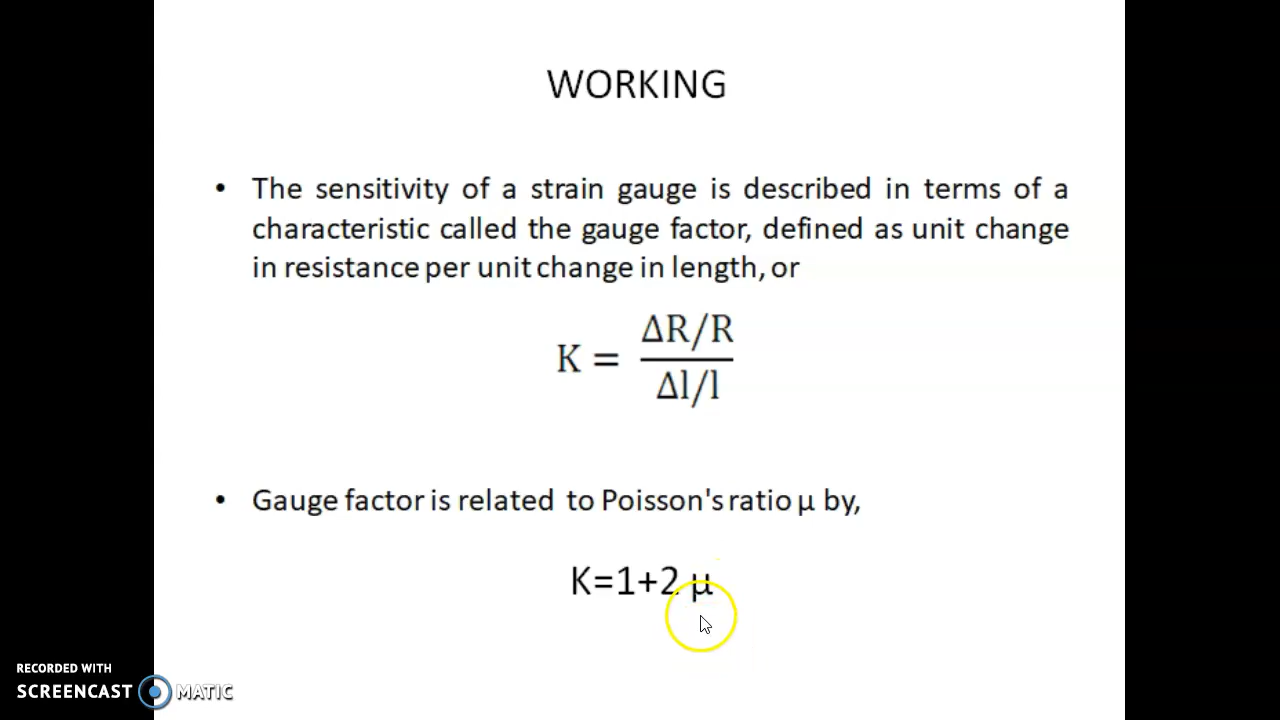 WORKING
• The sensitivity of a strain gauge is described in terms of a
characteristic called the gauge factor, defined as unit change
in resistance per unit change in length, or
K = ΔR/R
Δl/l
• Gauge factor is related to Poisson's ratio µ by,
K=1+2 µ
RECORDED WITH
SCREENCAST MATIC